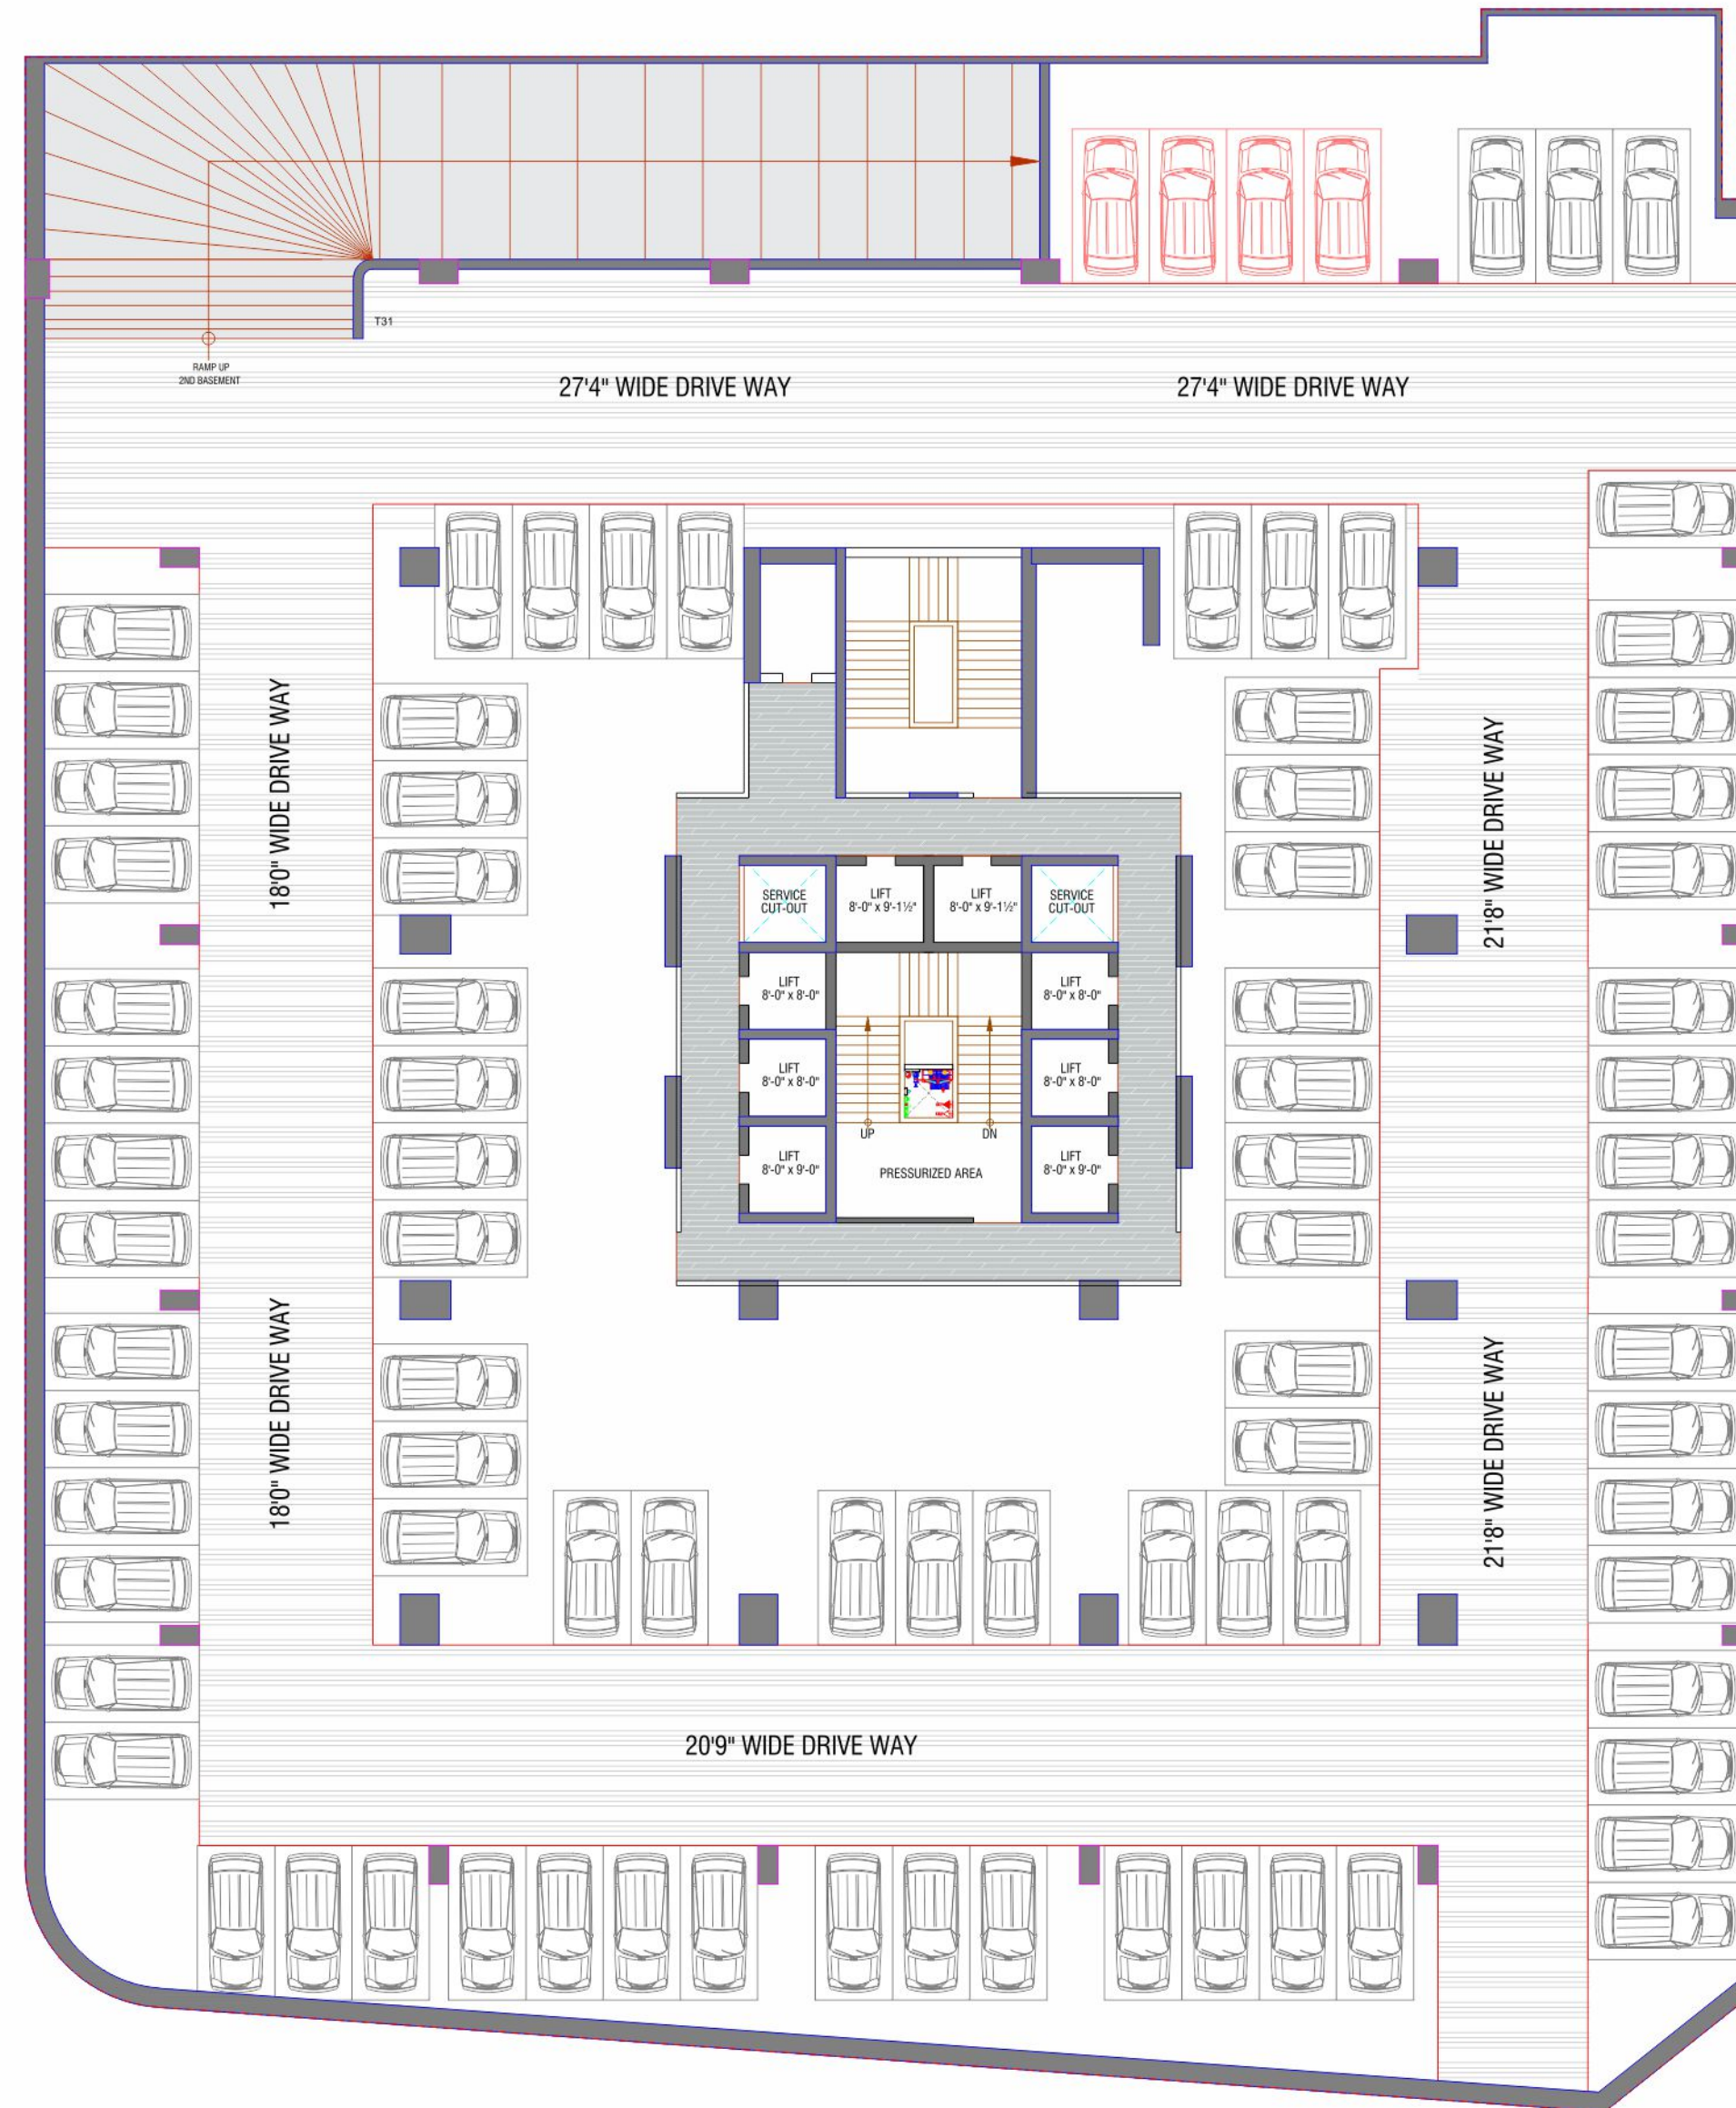 T31
RAMP UP
2ND BASEMENT
27'4" WIDE DRIVE WAY
27'4" WIDE DRIVE WAY
18'0" WIDE DRIVE WAY
21'8" WIDE DRIVE WAY
SERVICE
CUT-OUT
LIFT
8'-0" x 9'-1½"
LIFT
8'-0" x 9'-1½"
SERVICE
CUT-OUT
LIFT
8'-0" x 8'-0"
LIFT
8'-0" x 8'-0"
LIFT
8'-0" x 8'-0"
LIFT
8'-0" x 8'-0"
UP
DN
LIFT
8'-0" x 9'-0"
PRESSURIZED AREA
LIFT
8'-0" x 9'-0"
18'0" WIDE DRIVE WAY
21'8" WIDE DRIVE WAY
20'9" WIDE DRIVE WAY